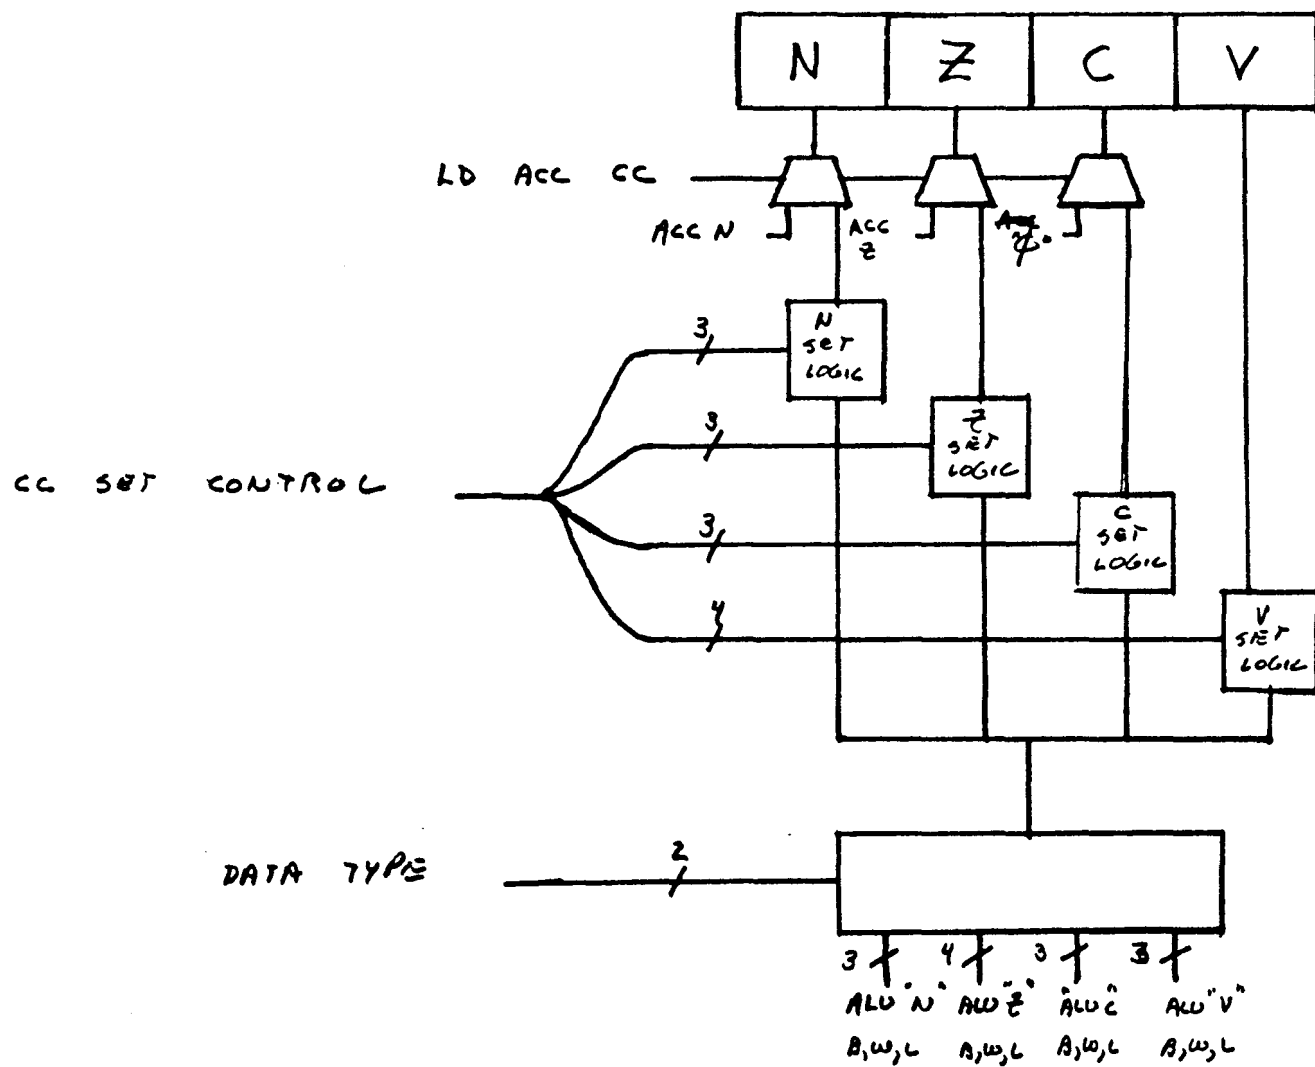 N Z C V
LD ACC CC
ACC N
ACC
Z
3
N
SET
LOGIC
3
Z
SET
LOGIC
CC SET CONTROL
3
C
SET
LOGIC
4
V
SET
LOGIC
DATA TYPE
2
3 4 3 3
ALU "N" ALU "Z" "ALU C" ALU "V"
B,W,L B,W,L B,W,L B,W,L